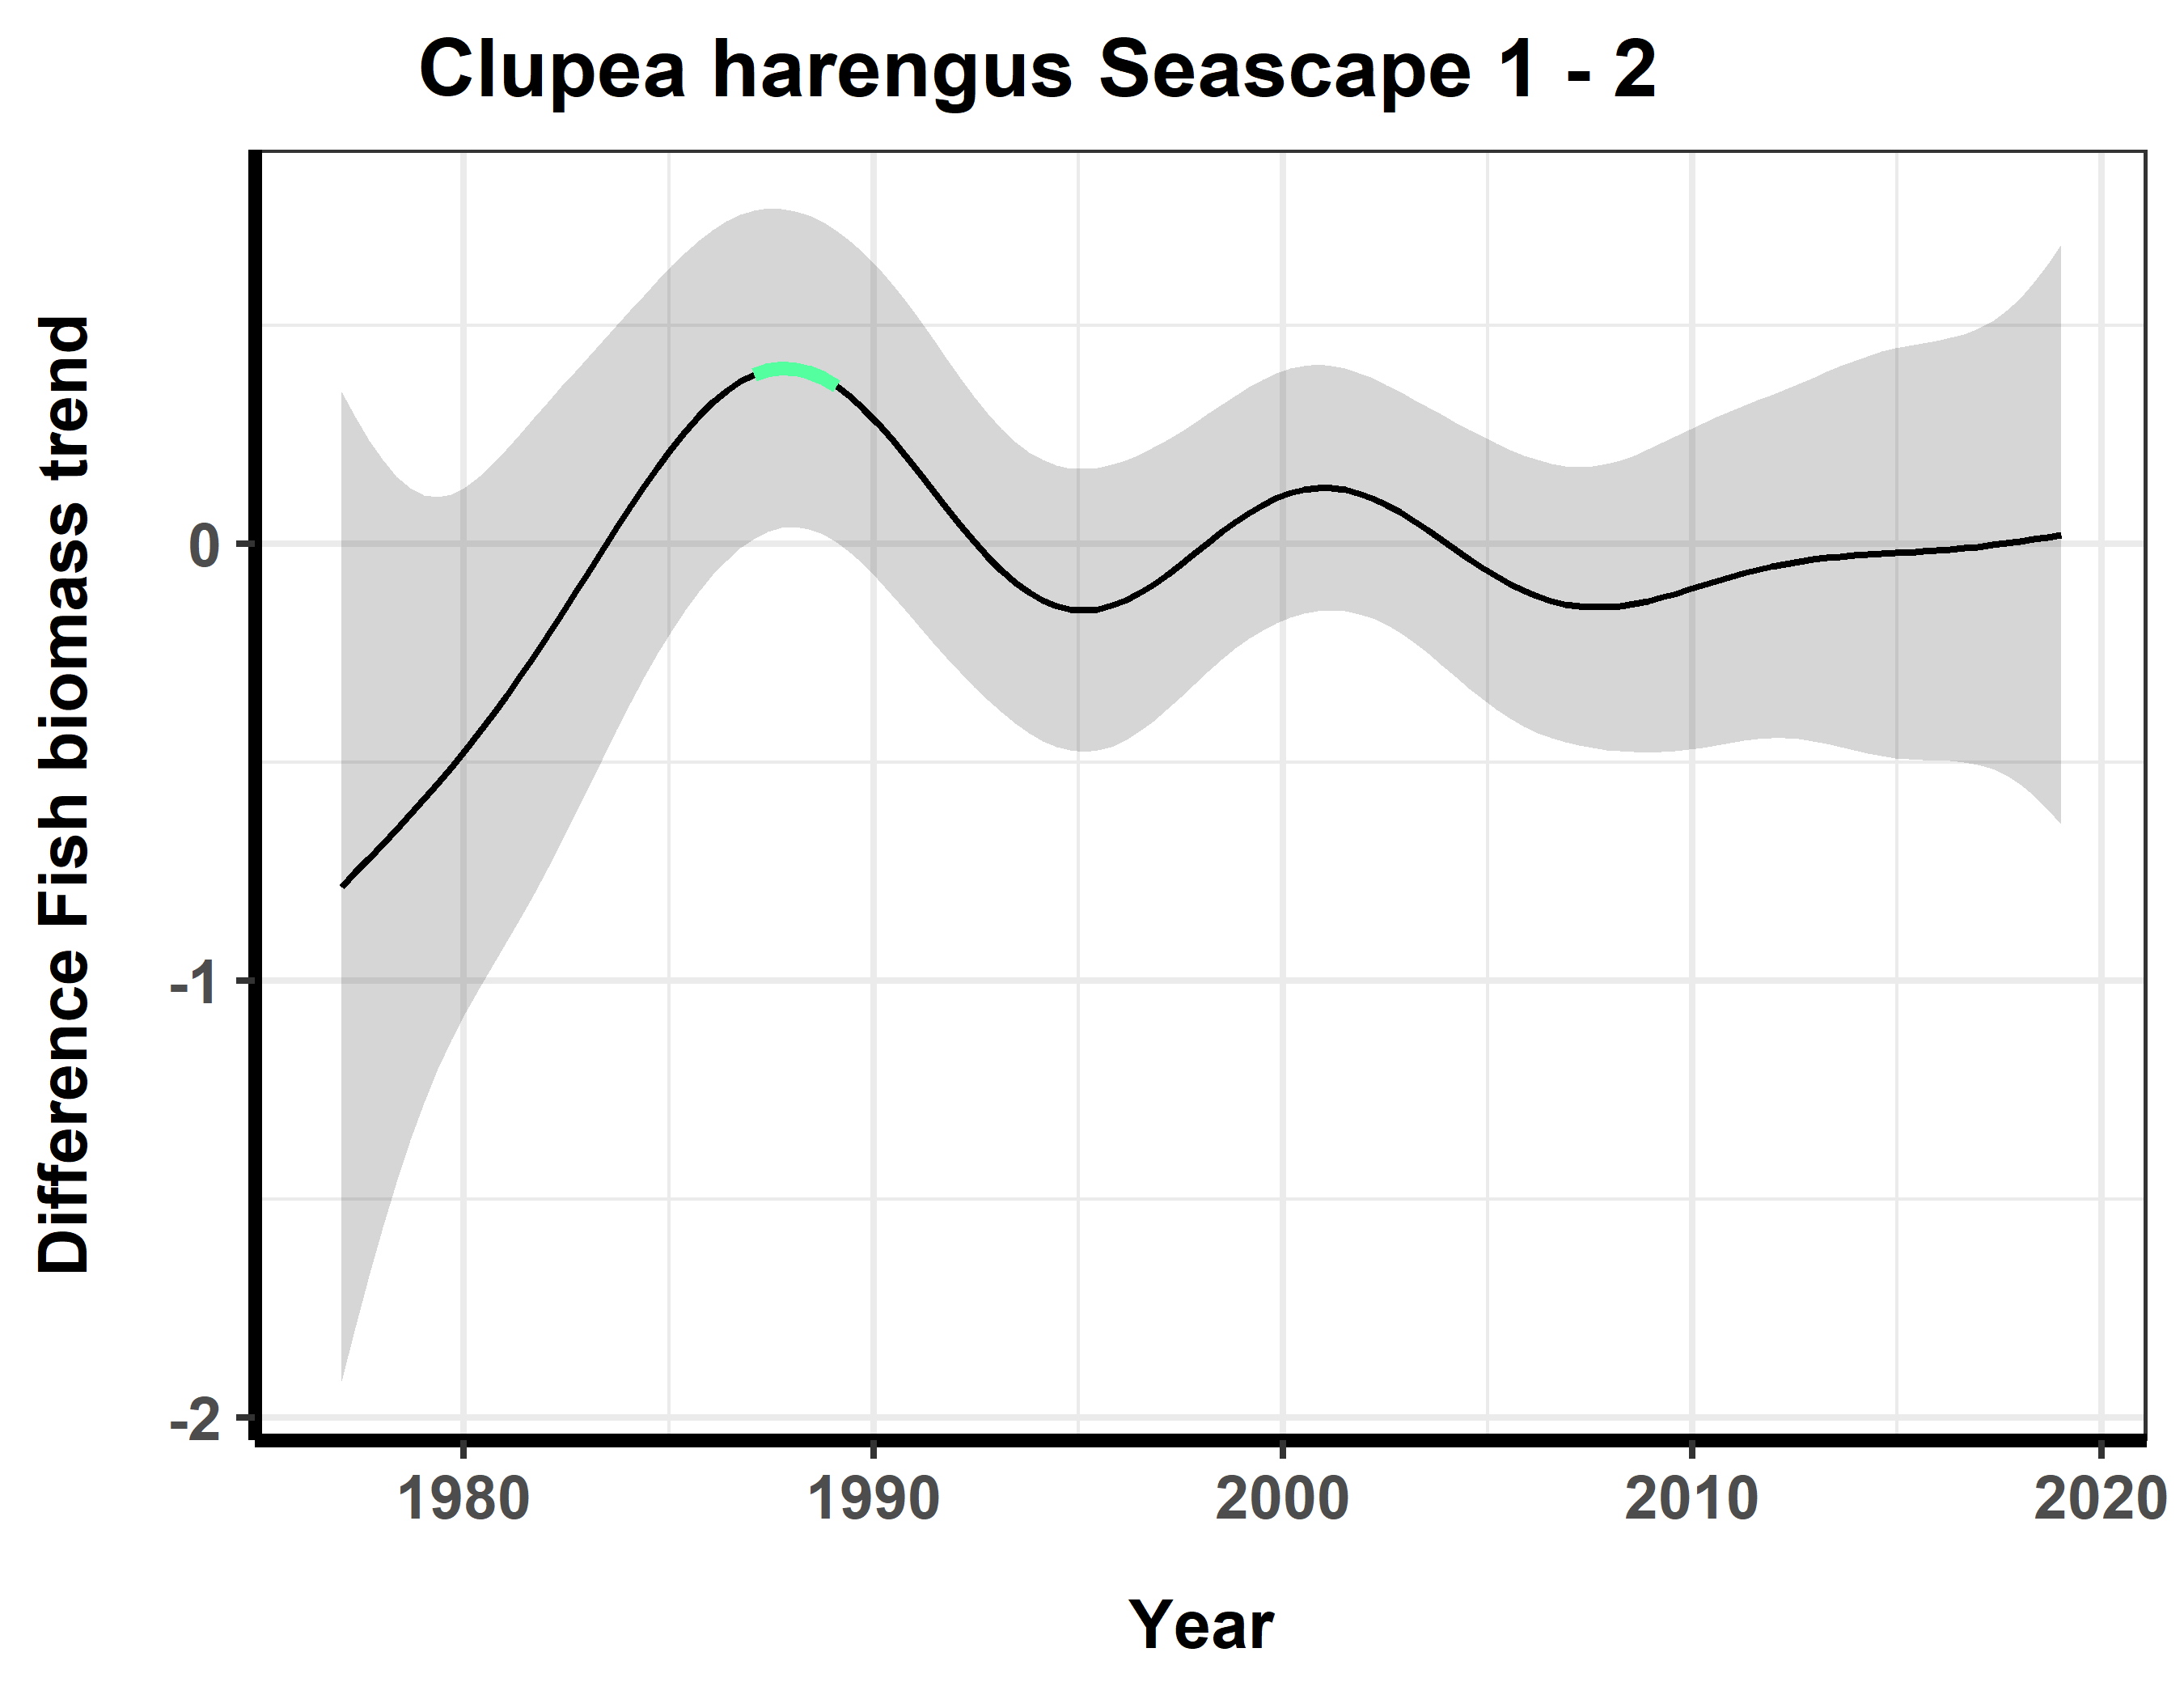 Clupea harengus Seascape 1 - 2
Difference Fish biomass trend
0
-1
-2
1980 1990 2000 2010 2020
Year